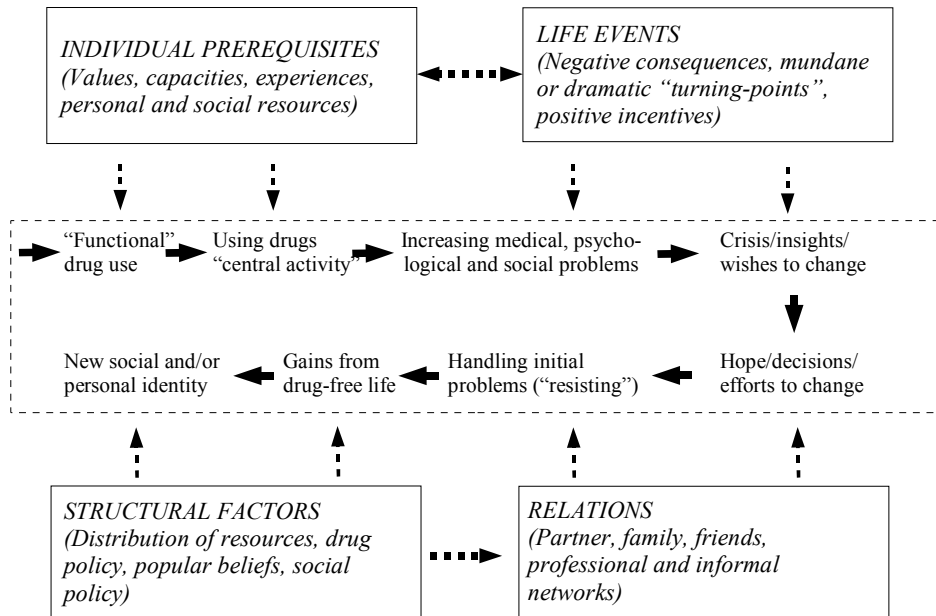 INDIVIDUAL PREREQUISITES
(Values, capacities, experiences,
personal and social resources)
LIFE EVENTS
(Negative consequences, mundane
or dramatic “turning-points”,
positive incentives)
“Functional”
drug use
Using drugs
“central activity”
Increasing medical, psycho-
logical and social problems
Crisis/insights/
wishes to change
New social and/or
personal identity
Gains from
drug-free life
Handling initial
problems (“resisting”)
Hope/decisions/
efforts to change
STRUCTURAL FACTORS
(Distribution of resources, drug
policy, popular beliefs, social
policy)
RELATIONS
(Partner, family, friends,
professional and informal
networks)